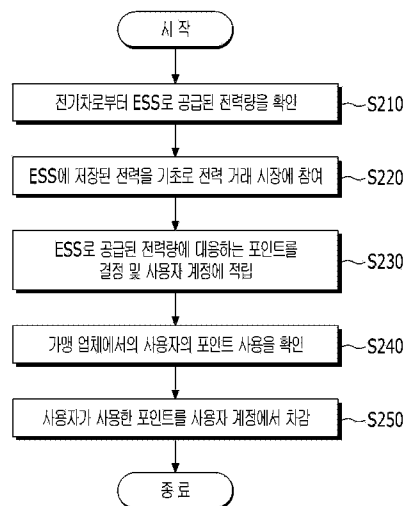 시 작
전기차로부터 ESS로 공급된 전력량을 확인
S210
ESS에 저장된 전력을 기초로 전력 거래 시장에 참여
S220
ESS로 공급된 전력량에 대응하는 포인트를
결정 및 사용자 계정에 적립
S230
가맹 업체에서의 사용자의 포인트 사용을 확인
S240
사용자가 사용한 포인트를 사용자 계정에서 차감
S250
종 료